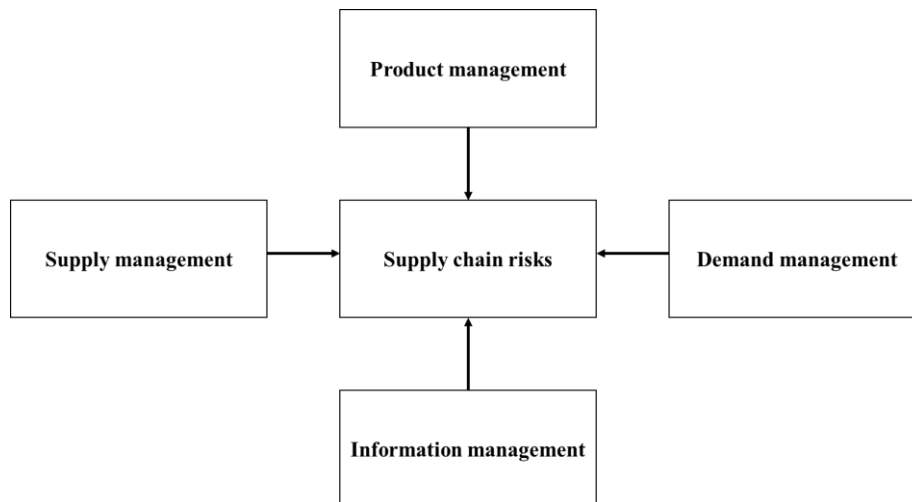 Product management
Supply management
Supply chain risks
Demand management
Information management